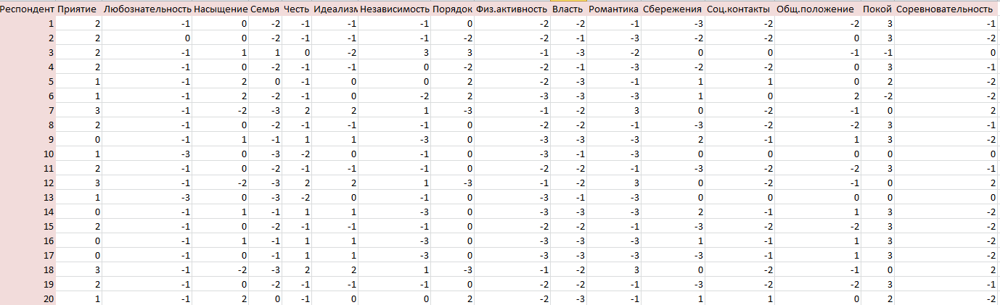 Респондент Приятие Любознательность Насыщение Семья Честь Идеализм Независимость Порядок Физ.активность Власть Романтика Сбережения Соц.контакты Общ.положение Покой Соревновательность
1 2 -1 0 -2 -1 -1 -1 0 -2 -2 -1 -3 -2 -2 3 -1
2 2 0 0 -2 -1 -1 -1 -2 -2 -1 -3 -2 -2 0 3 -2
3 2 -1 1 1 0 -2 3 3 -1 -3 -2 0 0 -1 -1 0
4 2 -1 0 -2 -1 -1 0 -2 -2 -1 -3 -2 -2 0 3 -1
5 1 -1 2 0 -1 0 0 2 -2 -3 -1 1 1 0 2 -2
6 1 -1 2 -2 -1 0 -2 2 -3 -3 -3 1 0 2 -2 -2
7 3 -1 -2 -3 2 2 1 -3 -1 -2 3 0 -2 -1 0 2
8 2 -1 0 -2 -1 -1 -1 0 -2 -2 -1 -3 -2 -2 3 -1
9 0 -1 1 -1 1 1 -3 0 -3 -3 -3 2 -1 1 3 -2
10 1 -3 0 -3 -2 0 -1 0 -3 -1 -3 0 0 0 0 0
11 2 -1 0 -2 -1 -1 -1 0 -2 -2 -1 -3 -2 -2 3 -1
12 3 -1 -2 -3 2 2 1 -3 -1 -2 3 0 -2 -1 0 2
13 1 -3 0 -3 -2 0 -1 0 -3 -1 -3 0 0 0 0 0
14 0 -1 1 -1 1 1 -3 0 -3 -3 -3 2 -1 1 3 -2
15 2 -1 0 -2 -1 -1 -1 0 -2 -2 -1 -3 -2 -2 3 -2
16 0 -1 1 -1 1 1 -3 0 -3 -3 -3 1 -1 1 3 -2
17 0 -1 0 -1 1 1 -3 0 -3 -3 -3 -3 -1 1 3 -2
18 3 -1 -2 -3 2 2 1 -3 -1 -2 3 0 -2 -1 0 2
19 2 -1 0 -2 -1 -1 -1 0 -2 -2 -1 -3 -2 -2 3 -1
20 1 -1 2 0 -1 0 0 2 -2 -3 -1 1 1 0 2 -2